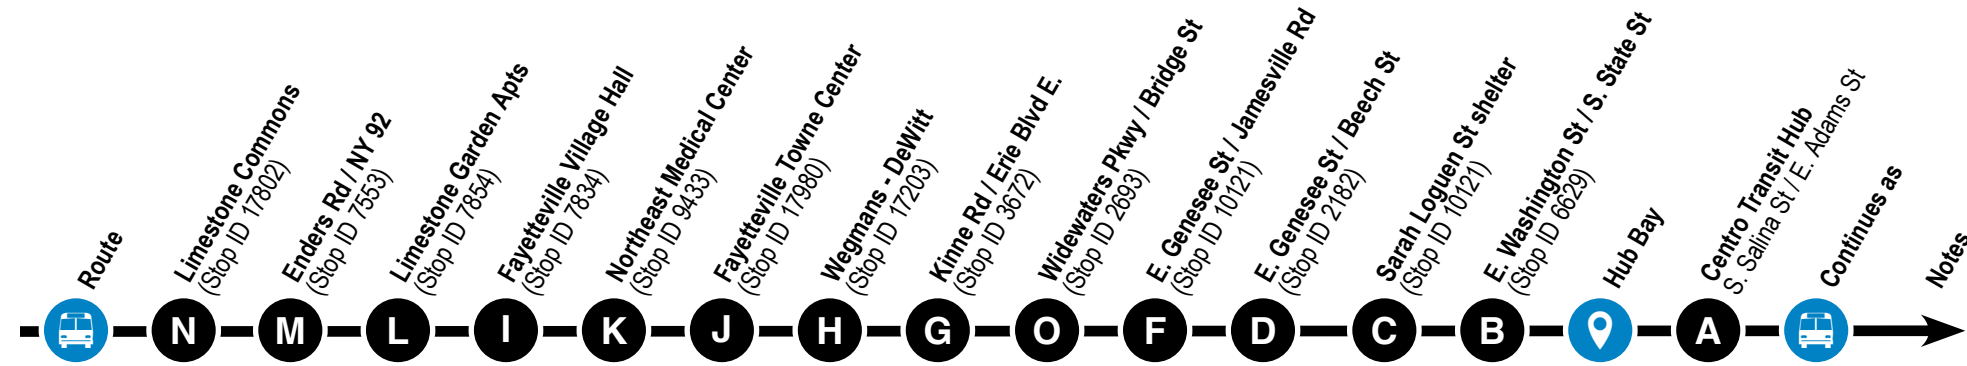 Route
Limestone Commons
(Stop ID 17802)
Enders Rd / NY 92
(Stop ID 7553)
Limestone Garden Apts
(Stop ID 7854)
Fayetteville Village Hall
(Stop ID 7834)
Northeast Medical Center
(Stop ID 9433)
Fayetteville Towne Center
(Stop ID 17980)
Wegmans - DeWitt
(Stop ID 17203)
Kinne Rd / Erie Blvd E.
(Stop ID 3672)
Widewaters Pkwy / Bridge St
(Stop ID 2693)
E. Genesee St / Jamesville Rd
(Stop ID 10121)
E. Genesee St / Beech St
(Stop ID 2182)
Sarah Loguen St shelter
(Stop ID 10121)
E. Washington St / S. State St
(Stop ID 6629)
Hub Bay
Centro Transit Hub
S. Salina St / E. Adams St
Continues as
Notes
N M L I K J H G O F D C B A